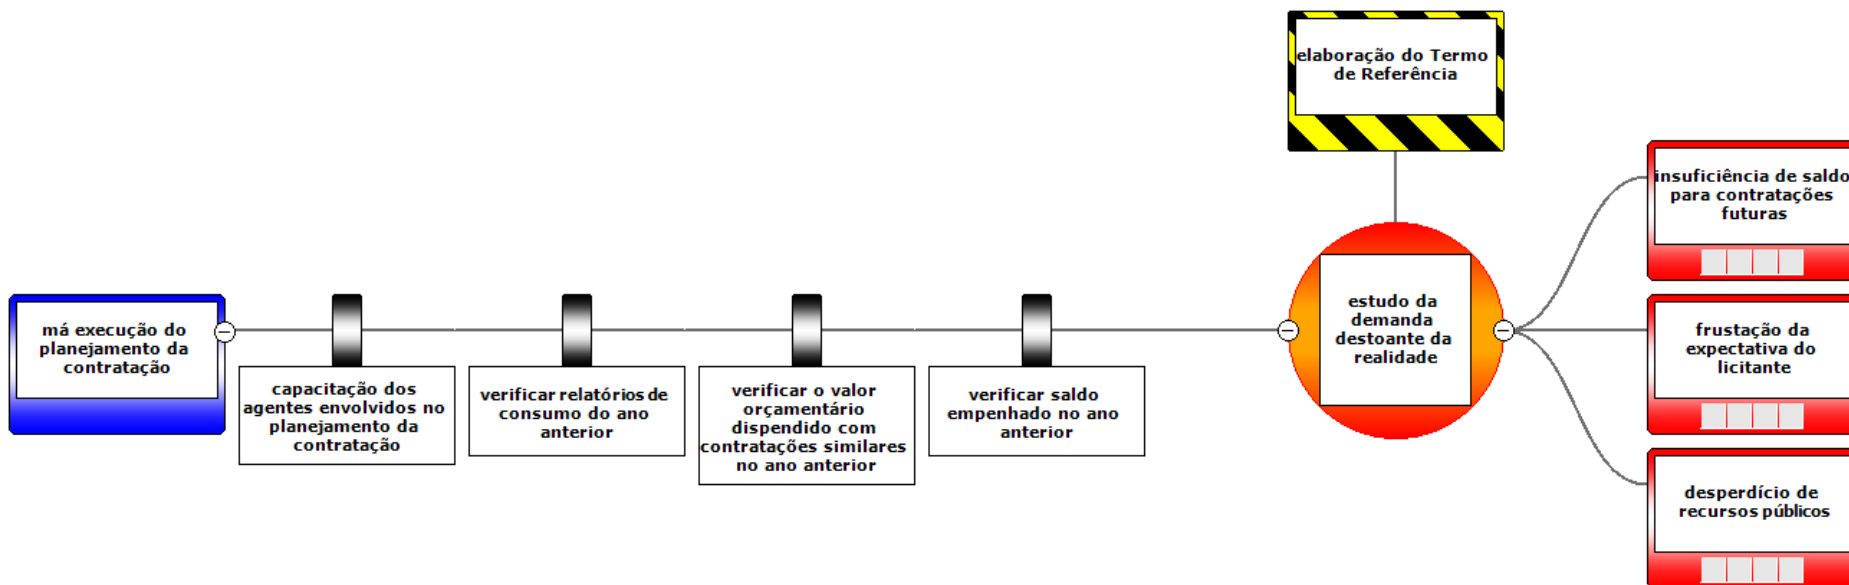 elaboração do Termo
de Referência
insuficiência de saldo
para contratações
futuras
má execução do
planejamento da
contratação
capacitação dos
agentes envolvidos no
planejamento da
contratação
verificar relatórios de
consumo do ano
anterior
verificar o valor
orçamentário
dispendido com
contratações similares
no ano anterior
verificar saldo
empenhado no ano
anterior
estudo da
demanda
destoante da
realidade
frustação da
expectativa do
licitante
desperdício de
recursos públicos